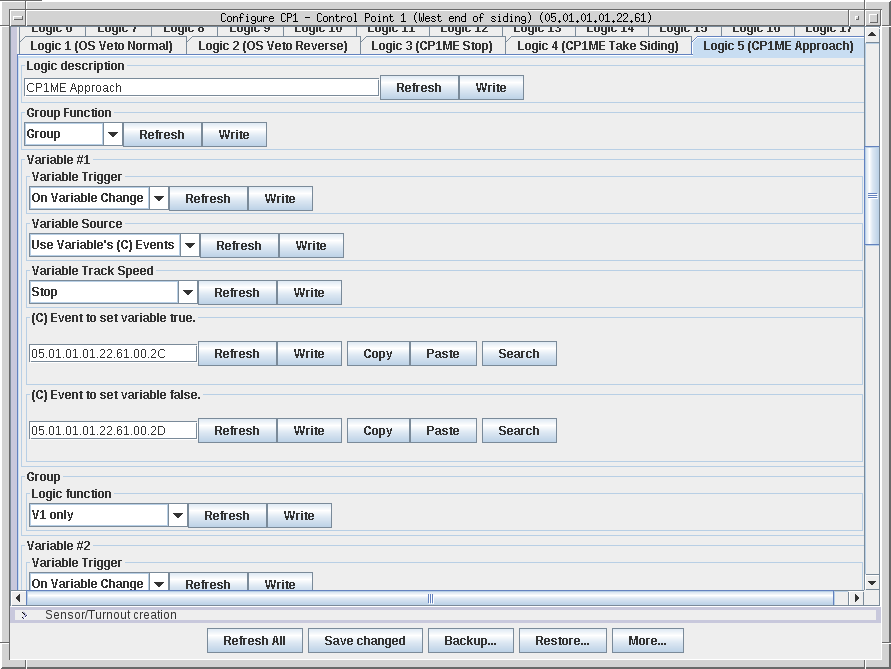 Configure CP1 - Control Point 1 (West end of siding) (05.01.01.01.22.61)
Logic 6 Logic 7 Logic 8 Logic 9 Logic 10 Logic 11 Logic 12 Logic 13 Logic 14 Logic 15 Logic 16 Logic 17
Logic 1 (OS Veto Normal) Logic 2 (OS Veto Reverse) Logic 3 (CP1ME Stop) Logic 4 (CP1ME Take Siding) Logic 5 (CP1ME Approach)
Logic description
CP1ME Approach Refresh Write
Group Function
Group Refresh Write
Variable #1
Variable Trigger
On Variable Change Refresh Write
Variable Source
Use Variable's (C) Events Refresh Write
Variable Track Speed
Stop Refresh Write
(C) Event to set variable true.
05.01.01.01.22.61.00.2C Refresh Write Copy Paste Search
(C) Event to set variable false.
05.01.01.01.22.61.00.2D Refresh Write Copy Paste Search
Group
Logic function
V1 only Refresh Write
Variable #2
Variable Trigger
On Variable Change Refresh Write
Sensor/Turnout creation
Refresh All Save changed Backup... Restore... More...